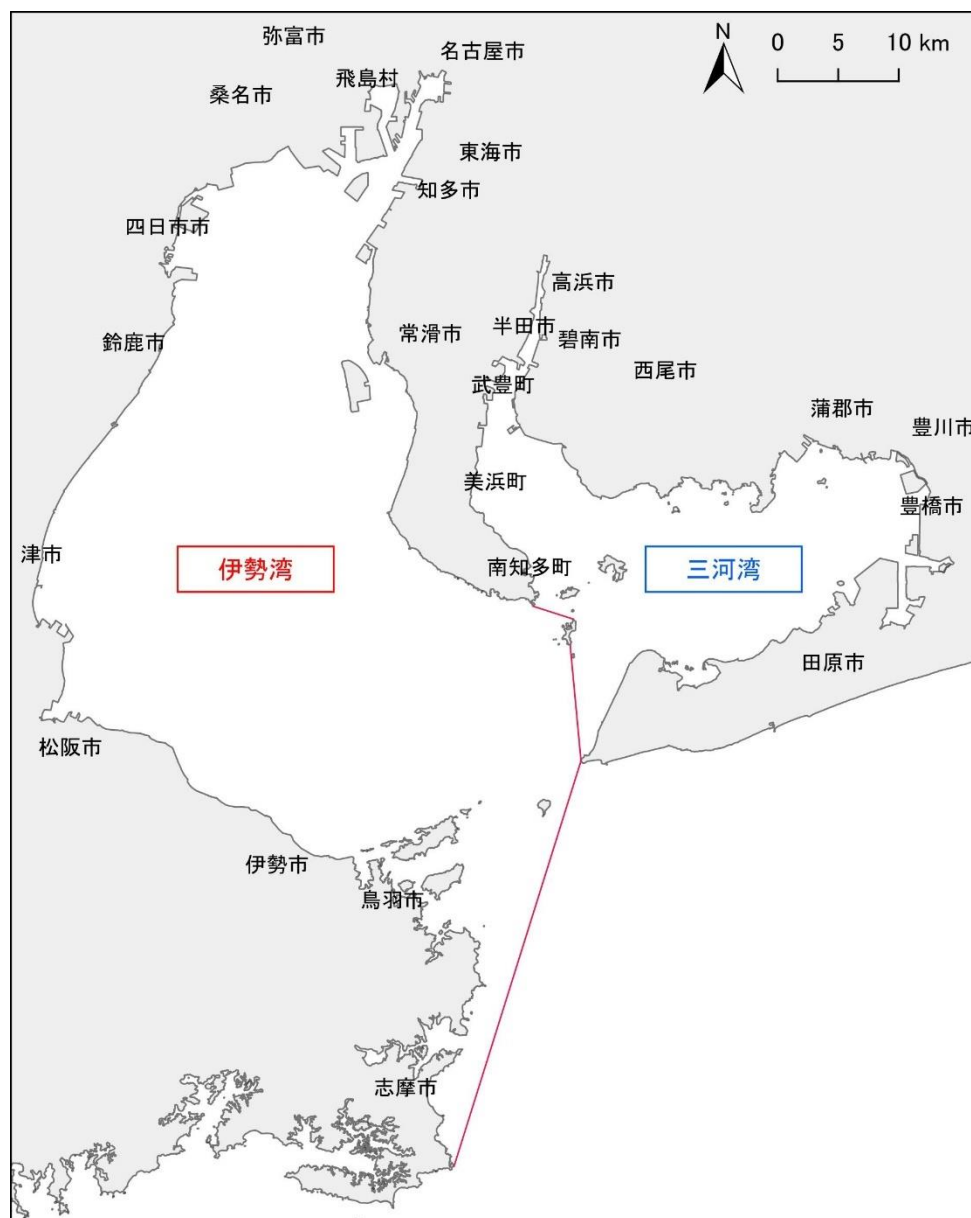 弥富市
名古屋市
N
0 5 10 km
飛島村
桑名市
東海市
知多市
四日市市
高浜市
鈴鹿市
常滑市
半田市
碧南市
西尾市
武豊町
蒲郡市
豊川市
美浜町
豊橋市
津市
伊勢湾
南知多町
三河湾
田原市
松阪市
伊勢市
鳥羽市
志摩市